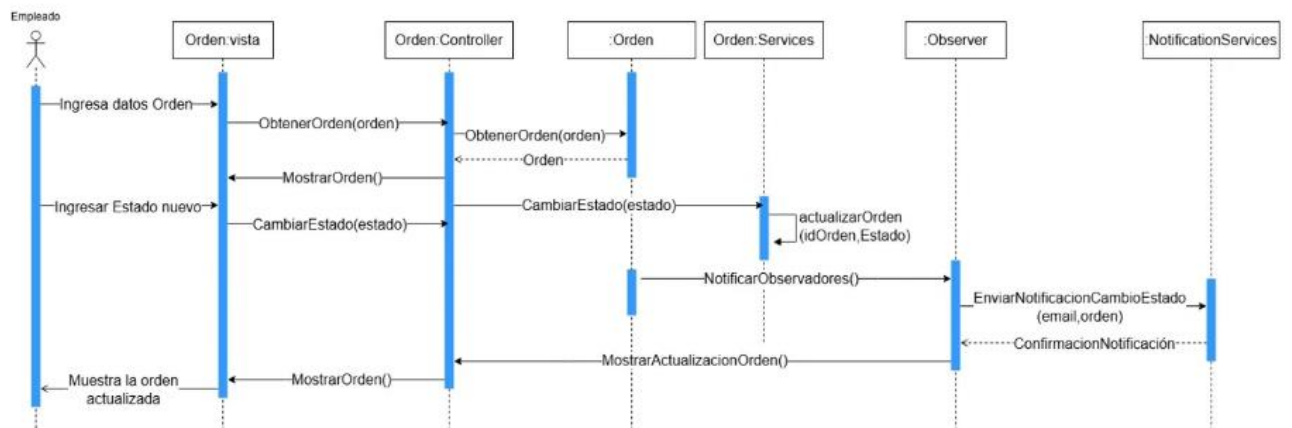 Empleado
Orden:vista
Orden:Controller
:Orden
Orden:Services
:Observer
:NotificationServices
Ingresa datos Orden
ObtenerOrden(orden)
ObtenerOrden(orden)
Orden
MostrarOrden()
Ingresar Estado nuevo
CambiarEstado(estado)
CambiarEstado(estado)
actualizarOrden
(idOrden,Estado)
NotificarObservadores()
EnviarNotificacionCambioEstado
(email,orden)
ConfirmacionNotificación
MostrarActualizacionOrden()
MostrarOrden()
Muestra la orden
actualizada